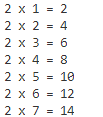 2 x 1 = 2
2 x 2 = 4
2 x 3 = 6
2 x 4 = 8
2 x 5 = 10
2 x 6 = 12
2 x 7 = 14